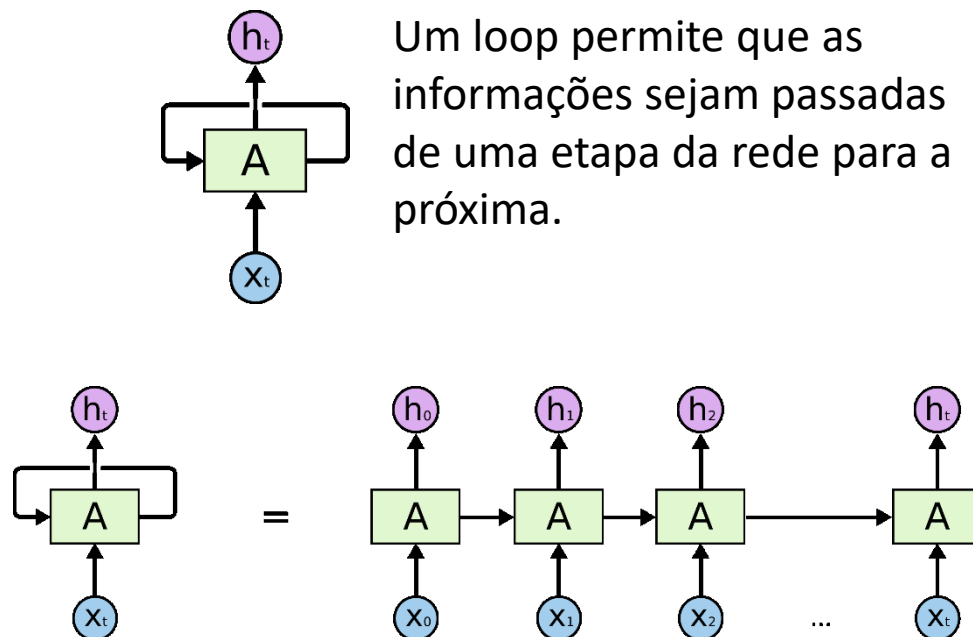 hₜ
Um loop permite que as
informações sejam passadas
de uma etapa da rede para a
próxima.
A
xₜ
hₜ h₀ h₁ h₂ hₜ
A = A A A A
xₜ x₀ x₁ x₂ ... xₜ